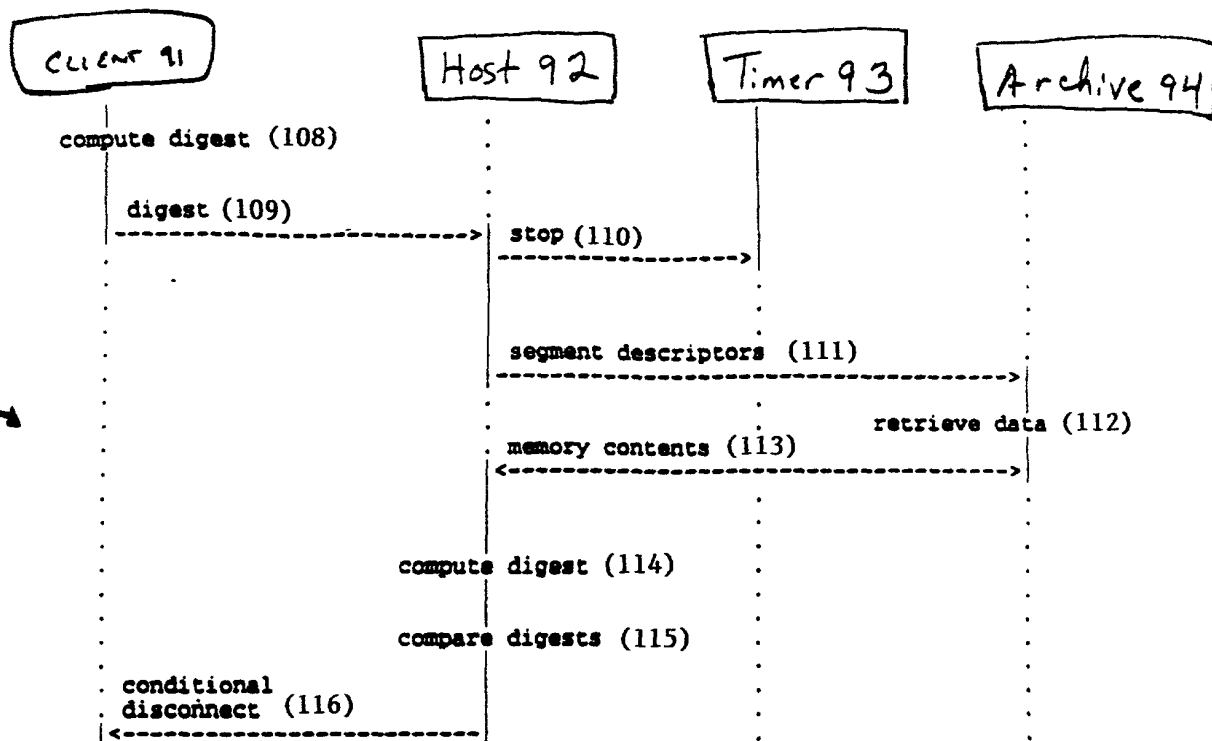 CLIENT 91
Host 92
Timer 93
Archive 94
compute digest (108)
digest (109)
stop (110)
segment descriptors (111)
retrieve data (112)
memory contents (113)
compute digest (114)
compare digests (115)
conditional
disconnect (116)